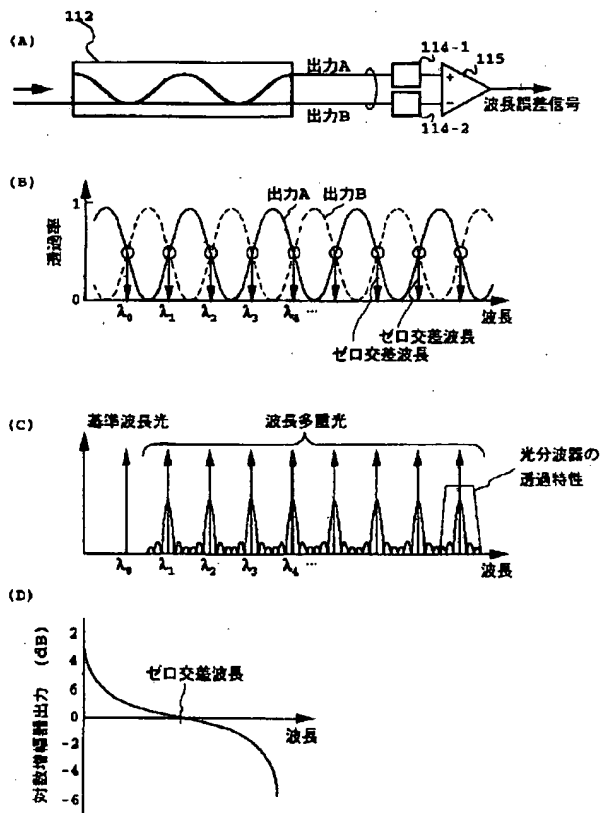 (A)
112
出力A
出力B
114-1
114-2
115
+
-
波長誤差信号
(B)
透過率
1
0
出力A
出力B
λ0
λ1
λ2
λ3
λ4
...
ゼロ交差波長
ゼロ交差波長
波長
(C)
基準波長光
波長多重光
光分波器の
透過特性
λ0
λ1
λ2
λ3
λ4
...
波長
(D)
対数増幅器出力 (dB)
2
4
6
0
-2
-4
-6
ゼロ交差波長
波長